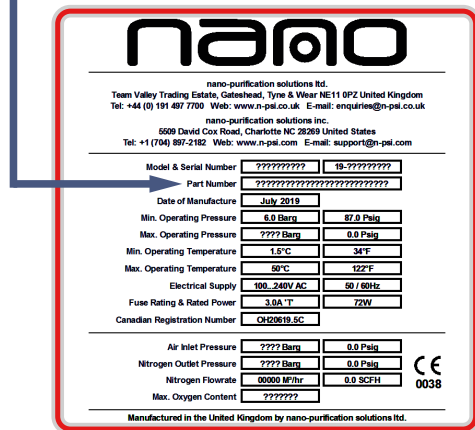 nano
nano-purification solutions ltd.
Team Valley Trading Estate, Gateshead, Tyne & Wear NE11 0PZ United Kingdom
Tel: +44 (0) 191 497 7700 Web: www.n-psi.co.uk E-mail: enquiries@n-psi.co.uk
nano-purification solutions inc.
5509 David Cox Road, Charlotte NC 28269 United States
Tel: +1 (704) 897-2182 Web: www.n-psi.com E-mail: support@n-psi.com
Model & Serial Number ?????????? 19-?????????
Part Number ???????????????????????????
Date of Manufacture July 2019
Min. Operating Pressure 6.0 Barg 87.0 Psig
Max. Operating Pressure ???? Barg 0.0 Psig
Min. Operating Temperature 1.5°C 34°F
Max. Operating Temperature 50°C 122°F
Electrical Supply 100...240V AC 50 / 60Hz
Fuse Rating & Rated Power 3.0A 'T' 72W
Canadian Registration Number OH20619.5C
Air Inlet Pressure ???? Barg 0.0 Psig
Nitrogen Outlet Pressure ???? Barg 0.0 Psig
Nitrogen Flowrate 00000 M³/hr 0.0 SCFH
Max. Oxygen Content ???????
CE
0038
Manufactured in the United Kingdom by nano-purification solutions ltd.